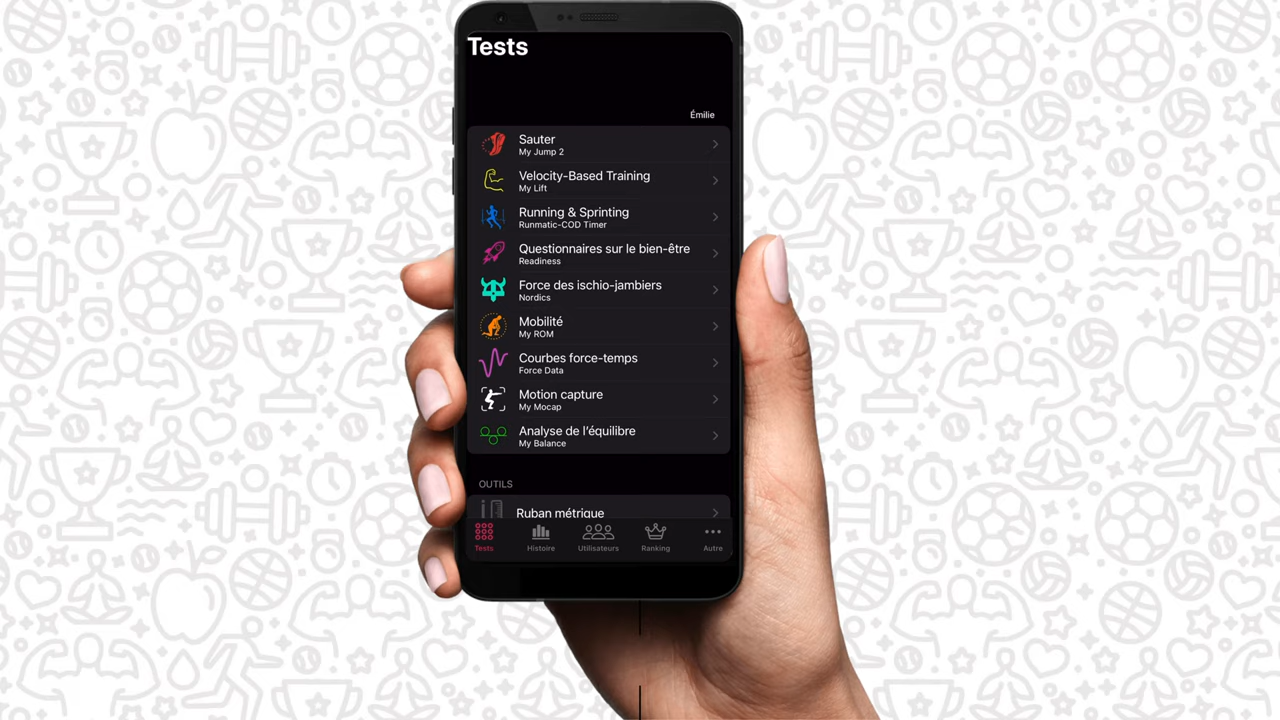 Tests
Émilie
Sauter
My Jump 2
Velocity-Based Training
My Lift
Running & Sprinting
Runmatic-COD Timer
Questionnaires sur le bien-être
Readiness
Force des ischio-jambiers
Nordics
Mobilité
My ROM
Courbes force-temps
Force Data
Motion capture
My Mocap
Analyse de l'équilibre
My Balance
OUTILS
Ruban métrique
Tests
Histoire
Utilisateurs
Ranking
Autre